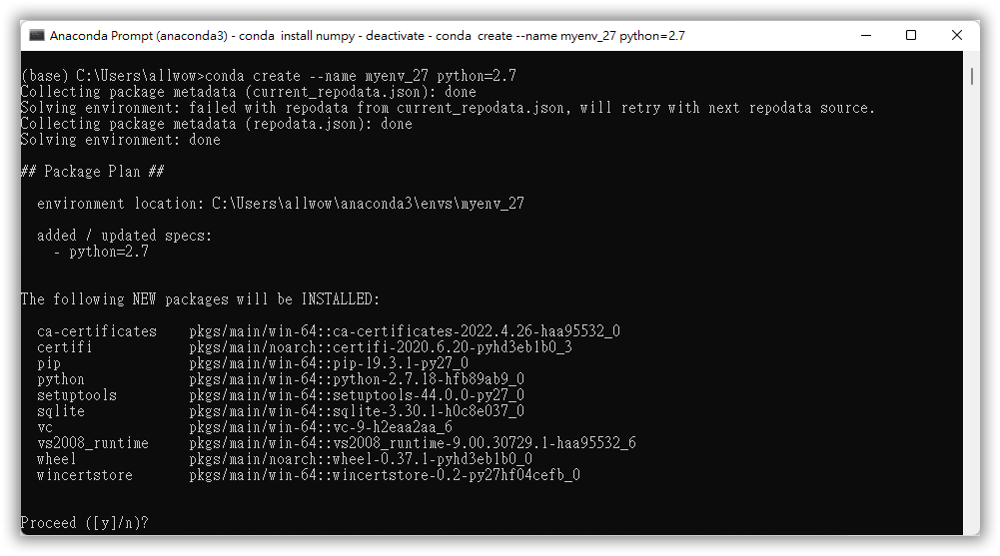 Anaconda Prompt (anaconda3) - conda  install numpy - deactivate - conda  create --name myenv_27 python=2.7
(base) C:\Users\allwow>conda create --name myenv_27 python=2.7
Collecting package metadata (current_repodata.json): done
Solving environment: failed with repodata from current_repodata.json, will retry with next repodata source.
Collecting package metadata (repodata.json): done
Solving environment: done
## Package Plan ##
environment location: C:\Users\allwow\anaconda3\envs\myenv_27
added / updated specs:
- python=2.7
The following NEW packages will be INSTALLED:
ca-certificates    pkgs/main/win-64::ca-certificates-2022.4.26-haa95532_0
certifi            pkgs/main/noarch::certifi-2020.6.20-pyhd3eb1b0_3
pip                pkgs/main/win-64::pip-19.3.1-py27_0
python             pkgs/main/win-64::python-2.7.18-hfb89ab9_0
setuptools         pkgs/main/win-64::setuptools-44.0.0-py27_0
sqlite             pkgs/main/win-64::sqlite-3.30.1-h0c8e037_0
vc                 pkgs/main/win-64::vc-9-h2eaa2aa_6
vs2008_runtime     pkgs/main/win-64::vs2008_runtime-9.00.30729.1-haa95532_6
wheel              pkgs/main/noarch::wheel-0.37.1-pyhd3eb1b0_0
wincertstore       pkgs/main/win-64::wincertstore-0.2-py27hf04cefb_0
Proceed ([y]/n)?